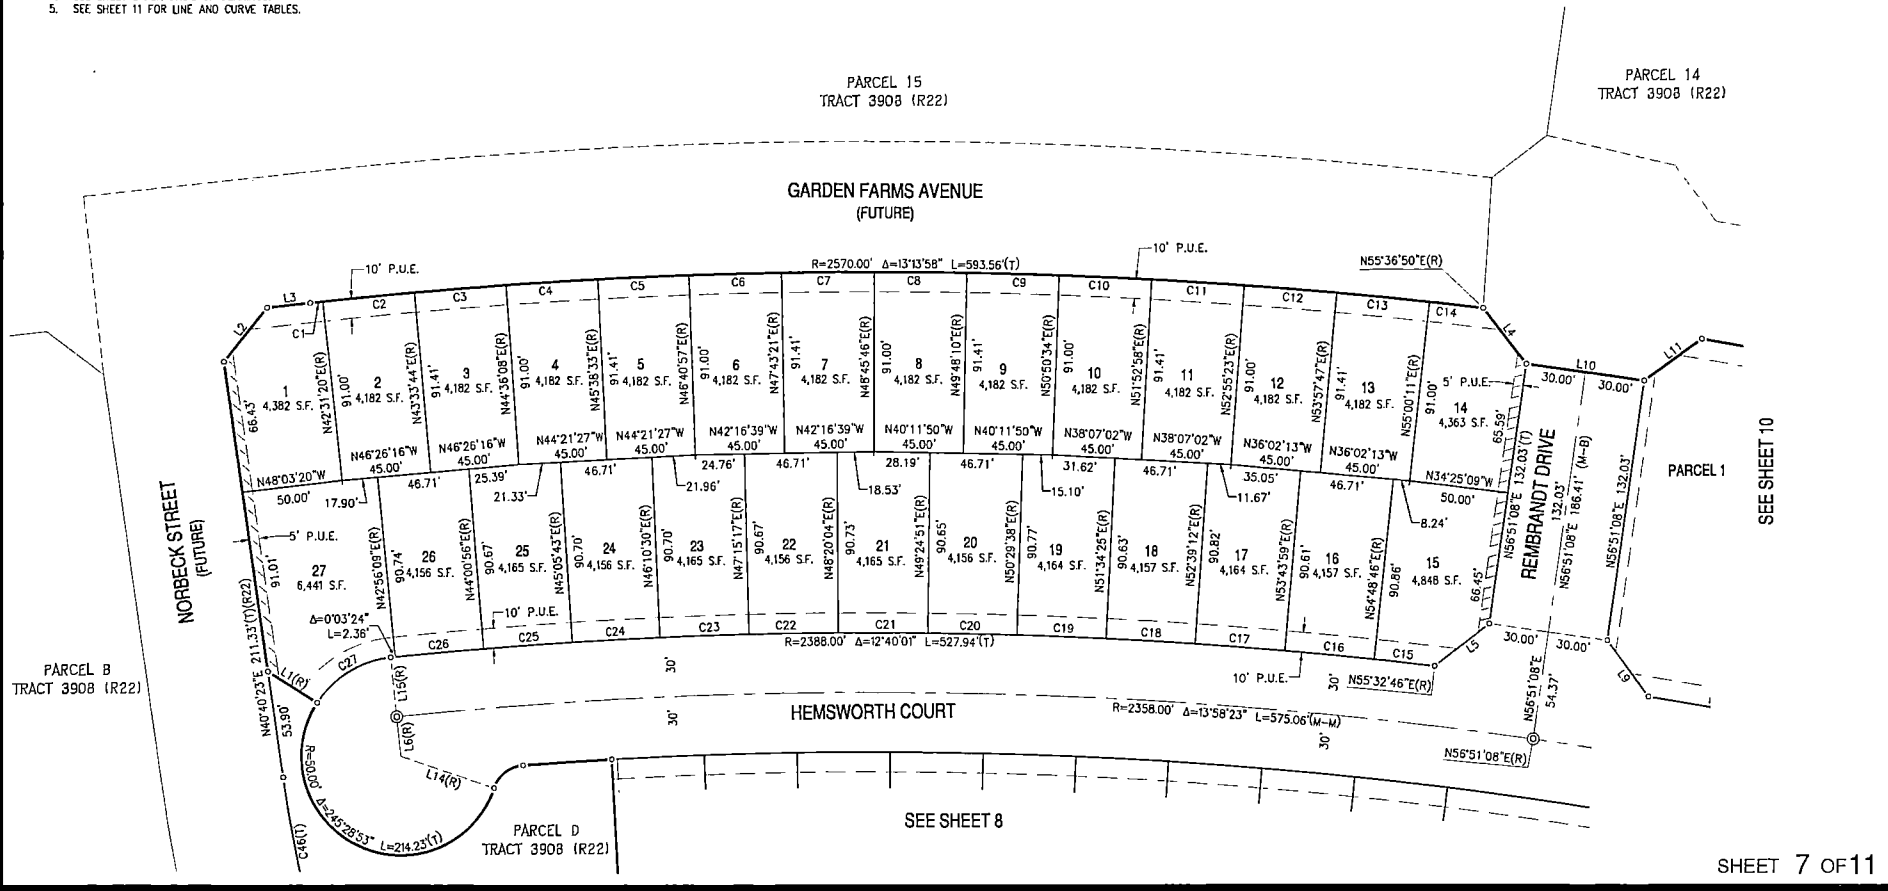 5. SEE SHEET 11 FOR LINE AND CURVE TABLES.
PARCEL 15
TRACT 3908 (R22)
PARCEL 14
TRACT 3908 (R22)
GARDEN FARMS AVENUE
(FUTURE)
10' P.U.E.
R=2570.00' Δ=13°13'58" L=593.56'(T)
10' P.U.E.
N55°36'50"E(R)
L3
C1
C2
C3
C4
C5
C6
C7
C8
C9
C10
C11
C12
C13
C14
L2
L4
L10
L11
30.00'
30.00'
66.43'
1
4,382 S.F.
N42°31'20"E(R)
91.00'
2
4,182 S.F.
N43°33'44"E(R)
91.41'
3
4,182 S.F.
N44°36'08"E(R)
91.00'
4
4,182 S.F.
N45°38'33"E(R)
91.41'
5
4,182 S.F.
N46°40'57"E(R)
91.00'
6
4,182 S.F.
N47°43'21"E(R)
91.41'
7
4,182 S.F.
N48°45'46"E(R)
91.00'
8
4,182 S.F.
N49°48'10"E(R)
91.41'
9
4,182 S.F.
N50°50'34"E(R)
91.00'
10
4,182 S.F.
N51°52'58"E(R)
91.41'
11
4,182 S.F.
N52°55'23"E(R)
91.00'
12
4,182 S.F.
N53°57'47"E(R)
91.41'
13
4,182 S.F.
N55°00'11"E(R)
91.00'
14
4,363 S.F.
5' P.U.E.
65.59'
N48°03'20"W
50.00'
N46°26'16"W
45.00'
N46°26'16"W
45.00'
N44°21'27"W
45.00'
N44°21'27"W
45.00'
N42°16'39"W
45.00'
N42°16'39"W
45.00'
N40°11'50"W
45.00'
N40°11'50"W
45.00'
N38°07'02"W
45.00'
N38°07'02"W
45.00'
N36°02'13"W
45.00'
N36°02'13"W
45.00'
N34°25'09"W
50.00'
17.90'
46.71'
25.39'
21.33'
46.71'
21.96'
24.76'
46.71'
18.53'
28.19'
46.71'
15.10'
31.62'
46.71'
11.67'
35.05'
46.71'
8.24'
NORBECK STREET
(FUTURE)
5' P.U.E.
91.01'
27
6,441 S.F.
N42°56'09"E(R)
90.74'
26
4,156 S.F.
N44°00'56"E(R)
90.67'
25
4,165 S.F.
N45°05'43"E(R)
90.70'
24
4,156 S.F.
N46°10'30"E(R)
90.70'
23
4,165 S.F.
N47°15'17"E(R)
90.67'
22
4,156 S.F.
N48°20'04"E(R)
90.73'
21
4,165 S.F.
N49°24'51"E(R)
90.65'
20
4,156 S.F.
N50°29'38"E(R)
90.77'
19
4,164 S.F.
N51°34'25"E(R)
90.63'
18
4,157 S.F.
N52°39'12"E(R)
90.82'
17
4,164 S.F.
N53°43'59"E(R)
90.61'
16
4,157 S.F.
N54°48'46"E(R)
90.86'
15
4,848 S.F.
66.45'
N56°51'08"E 132.03'(T)
REMBRANDT DRIVE
132.03'
N56°51'08"E 186.41' (M-B)
N56°51'08"E 132.03'
PARCEL 1
SEE SHEET 10
Δ=0°03'24"
L=2.36'
10' P.U.E.
C27
C26
C25
C24
C23
C22
C21
C20
C19
C18
C17
C16
C15
R=2388.00' Δ=12°40'01" L=527.94'(T)
L5
30.00'
30.00'
PARCEL B
TRACT 3908 (R22)
N40°40'23"E 211.33'(T)(R22)
53.90'
L1(R)
L15(R)
L6(R)
L14(R)
30'
30'
10' P.U.E.
30'
30'
N55°32'46"E(R)
HEMSWORTH COURT
R=2358.00' Δ=13°58'23" L=575.06'(M-M)
N56°51'08"E
54.37'
N56°51'08"E(R)
L9
R=50.00' Δ=245°28'53" L=214.23'(T)
C46(T)
PARCEL D
TRACT 3908 (R22)
SEE SHEET 8
SHEET 7 OF 11